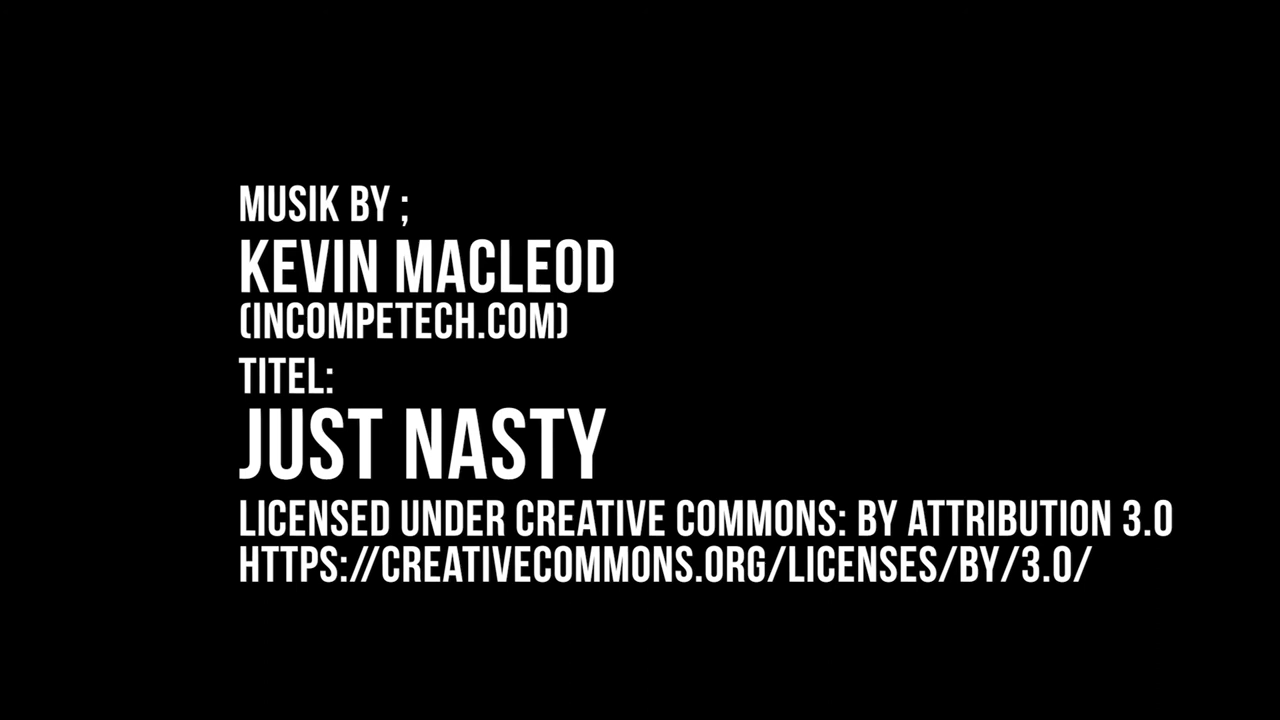 MUSIK BY ;
KEVIN MACLEOD
(INCOMPETECH.COM)
TITEL:
JUST NASTY
LICENSED UNDER CREATIVE COMMONS: BY ATTRIBUTION 3.0
HTTPS://CREATIVECOMMONS.ORG/LICENSES/BY/3.0/